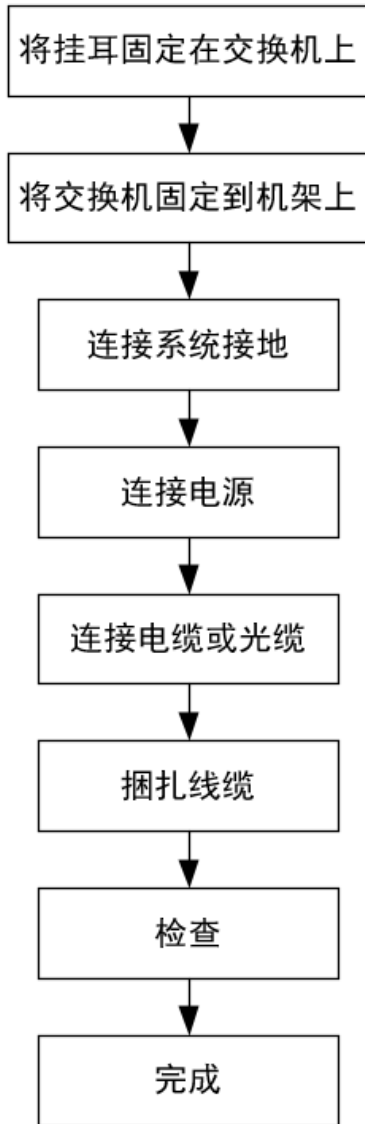 将挂耳固定在交换机上
将交换机固定到机架上
连接系统接地
连接电源
连接电缆或光缆
捆扎线缆
检查
完成